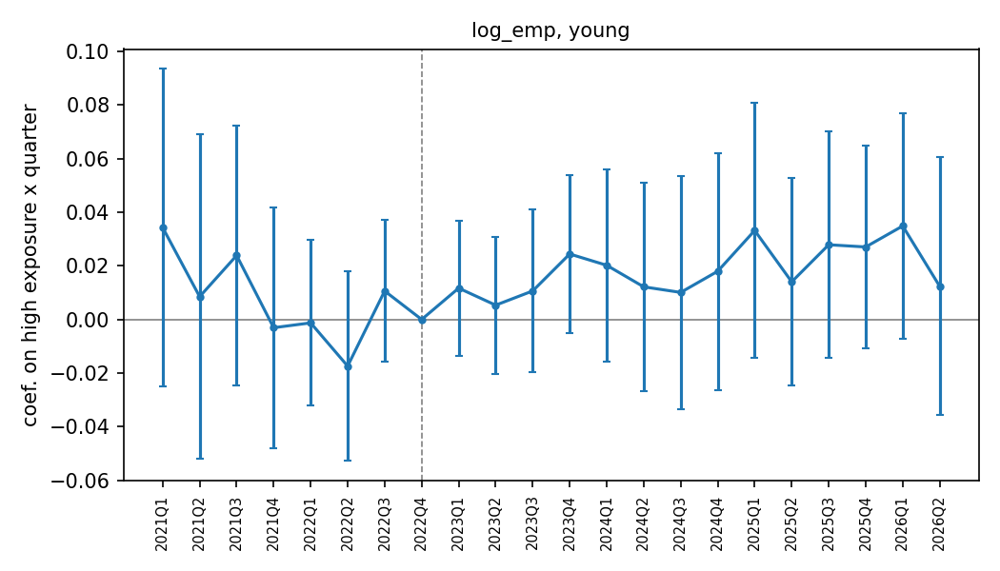 log_emp, young
coef. on high exposure x quarter
0.10
0.08
0.06
0.04
0.02
0.00
−0.02
−0.04
−0.06
2021Q1
2021Q2
2021Q3
2021Q4
2022Q1
2022Q2
2022Q3
2022Q4
2023Q1
2023Q2
2023Q3
2023Q4
2024Q1
2024Q2
2024Q3
2024Q4
2025Q1
2025Q2
2025Q3
2025Q4
2026Q1
2026Q2